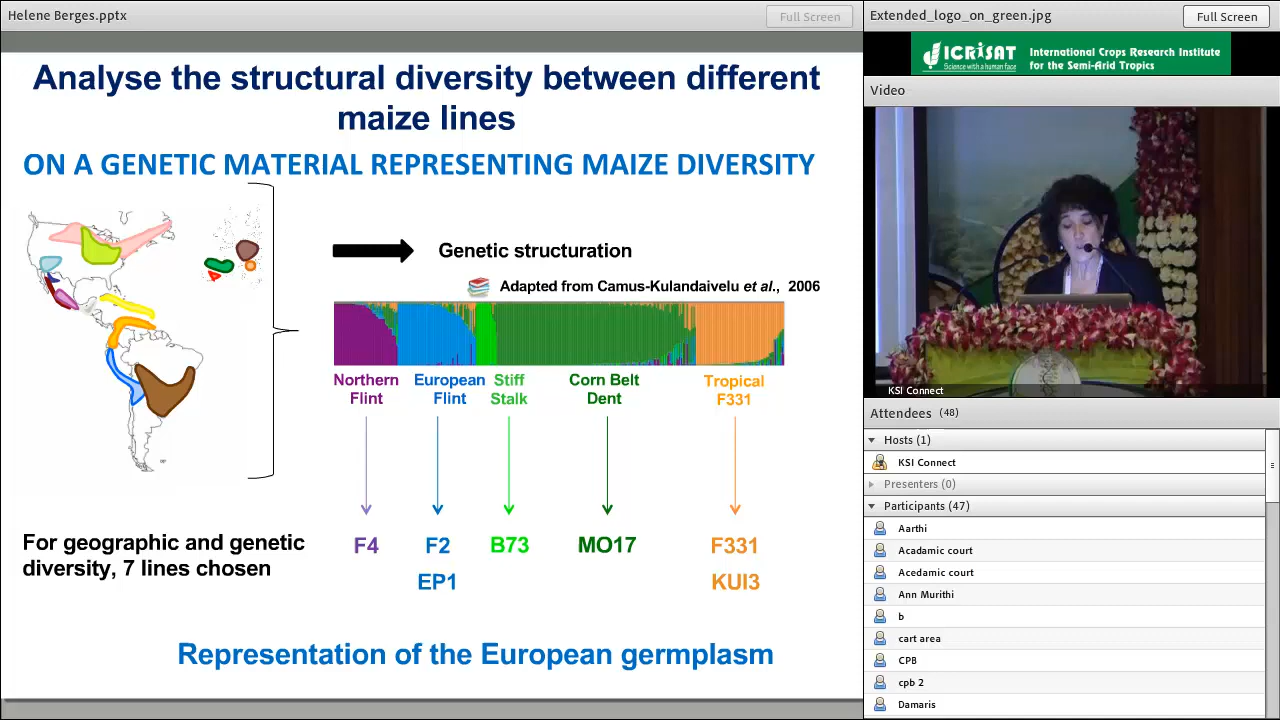 Helene Berges.pptx
Full Screen
Analyse the structural diversity between different
maize lines
ON A GENETIC MATERIAL REPRESENTING MAIZE DIVERSITY
Genetic structuration
Adapted from Camus-Kulandaivelu et al., 2006
Northern
Flint
European
Flint
Stiff
Stalk
Corn Belt
Dent
Tropical
F331
For geographic and genetic
diversity, 7 lines chosen
F4
F2
EP1
B73
MO17
F331
KUI3
Representation of the European germplasm
Extended_logo_on_green.jpg
Full Screen
ICRISAT
Science with a human face
International Crops Research Institute
for the Semi-Arid Tropics
Video
KSI Connect
Attendees (48)
Hosts (1)
KSI Connect
Presenters (0)
Participants (47)
Aarthi
Acadamic court
Acedamic court
Ann Murithi
b
cart area
CPB
cpb 2
Damaris